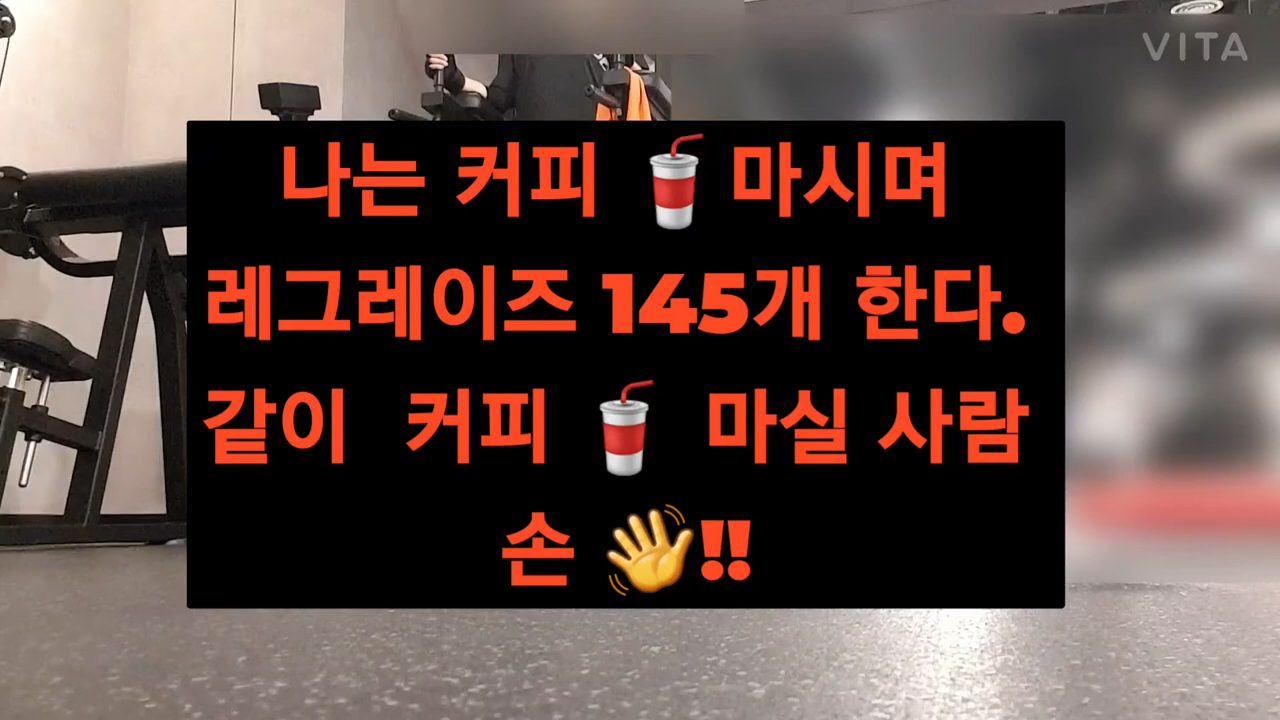 VITA
나는 커피 🥤마시며
레그레이즈 145개 한다.
같이 커피 🥤 마실 사람
손 👋!!